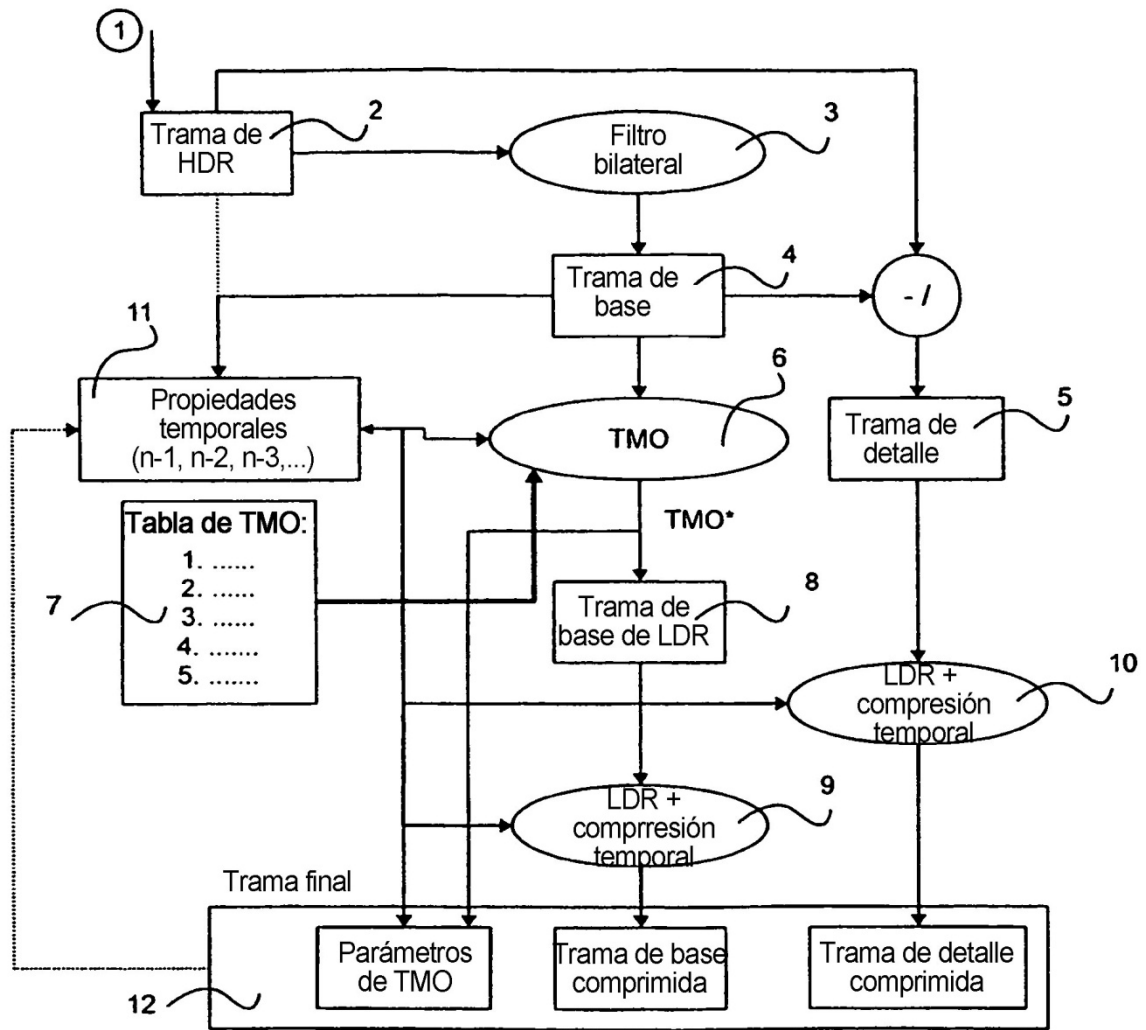 1
2
Trama de
HDR
3
Filtro
bilateral
4
Trama de
base
- /
11
Propiedades
temporales
(n-1, n-2, n-3,...)
6
TMO
5
Trama de
detalle
TMO*
7
Tabla de TMO:
1. ......
2. ......
3. ......
4. .......
5. .......
8
Trama de
base de LDR
10
LDR +
compresión
temporal
9
LDR +
comprresión
temporal
Trama final
Parámetros
de TMO
Trama de base
comprimida
Trama de detalle
comprimida
12